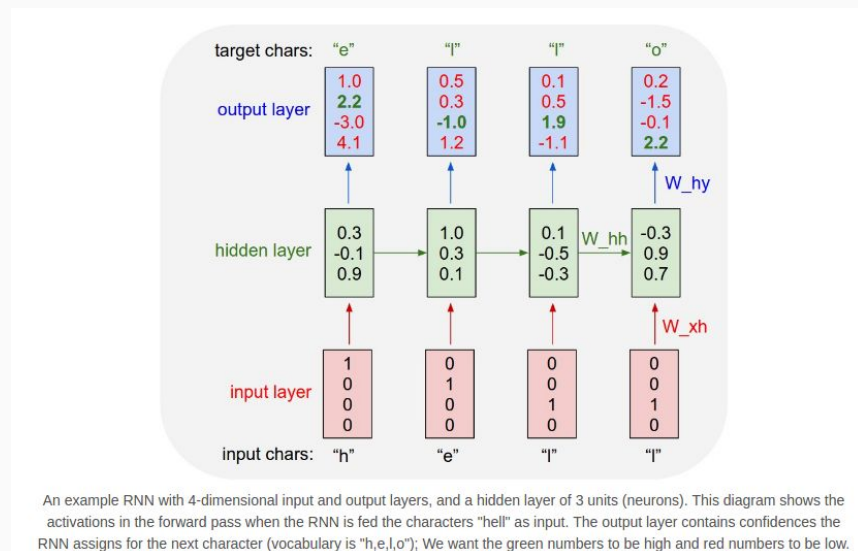 target chars: “e” “l” “l” “o”
output layer
1.0 0.5 0.1 0.2
2.2 0.3 0.5 -1.5
-3.0 -1.0 1.9 -0.1
4.1 1.2 -1.1 2.2
W_hy
hidden layer
0.3 1.0 0.1 -0.3
-0.1 0.3 -0.5 0.9
0.9 0.1 -0.3 0.7
W_hh
W_xh
input layer
1 0 0 0
0 1 0 0
0 0 1 1
0 0 0 0
input chars: “h” “e” “l” “l”
An example RNN with 4-dimensional input and output layers, and a hidden layer of 3 units (neurons). This diagram shows the
activations in the forward pass when the RNN is fed the characters "hell" as input. The output layer contains confidences the
RNN assigns for the next character (vocabulary is "h,e,l,o"); We want the green numbers to be high and red numbers to be low.